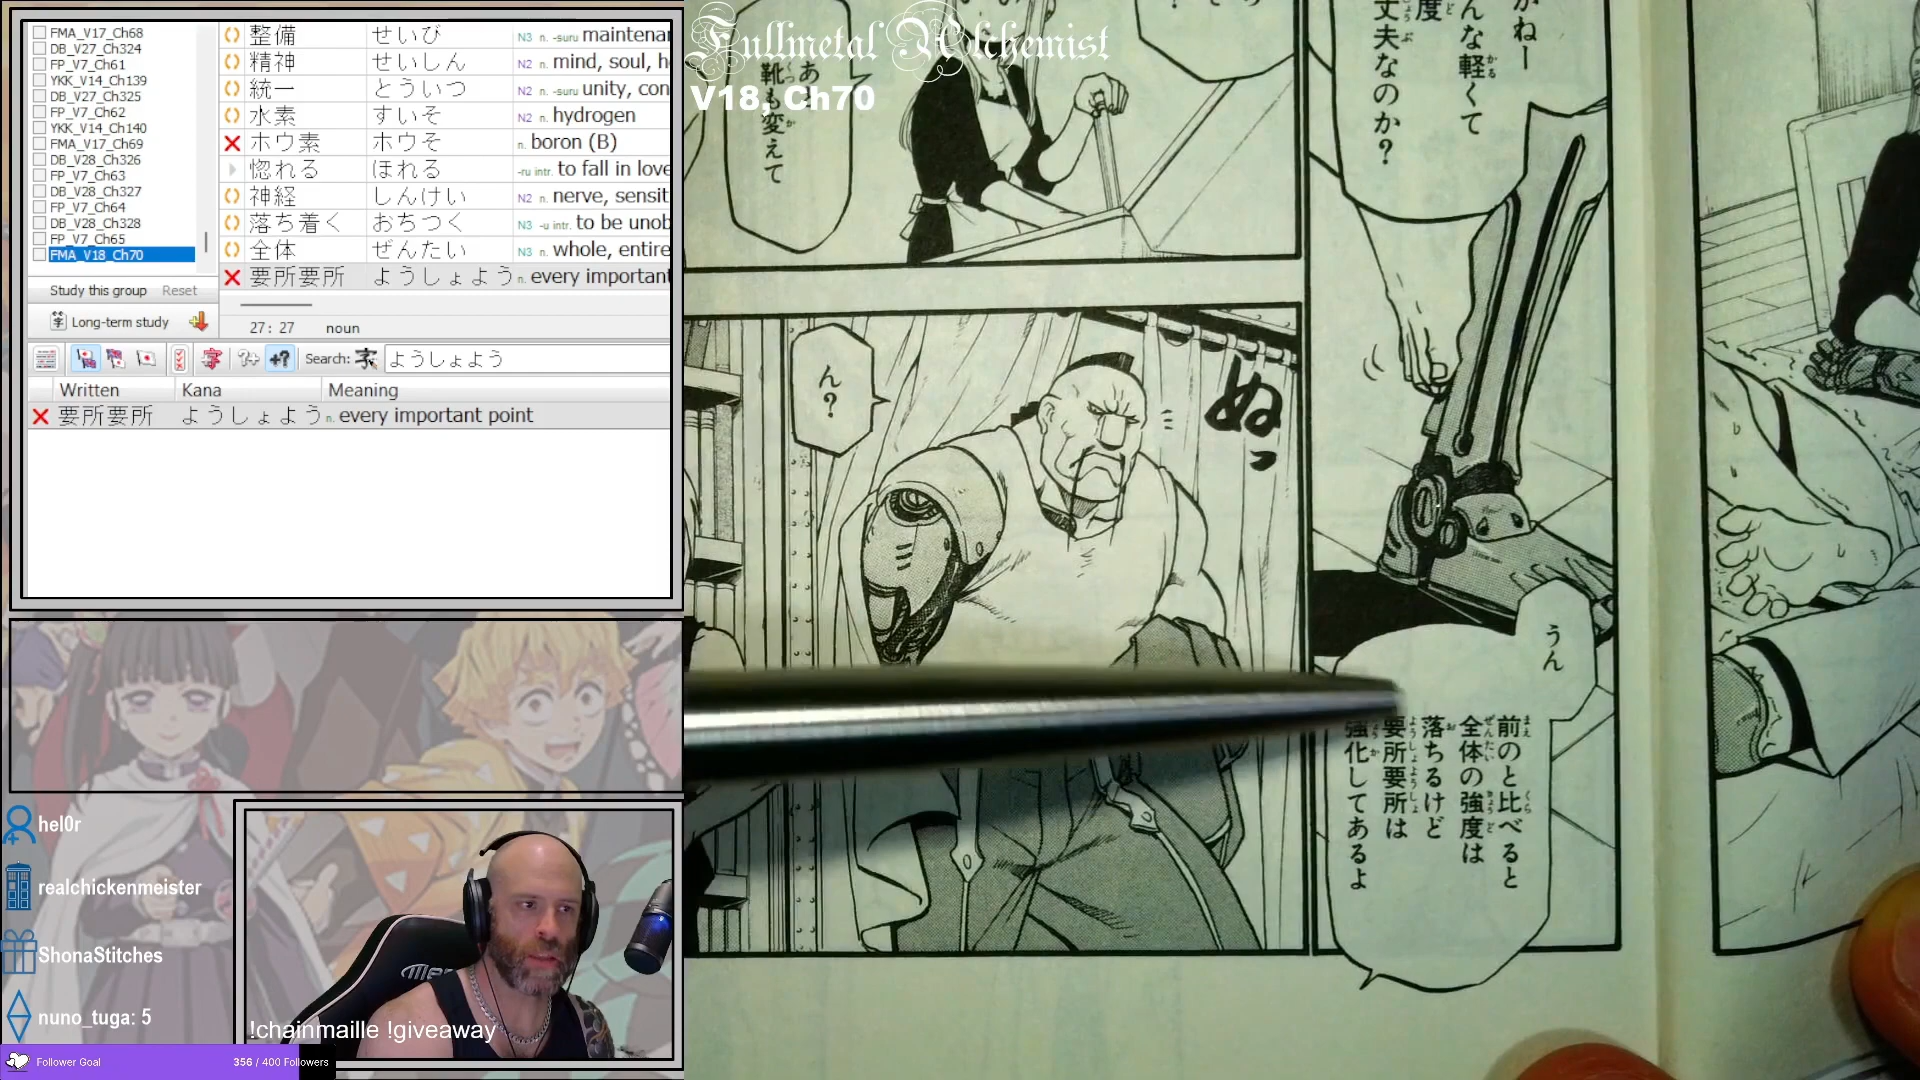 FMA_V17_Ch68
DB_V27_Ch324
FP_V7_Ch61
YKK_V14_Ch139
DB_V27_Ch325
FP_V7_Ch62
YKK_V14_Ch140
FMA_V17_Ch69
DB_V28_Ch326
FP_V7_Ch63
DB_V28_Ch327
FP_V7_Ch64
DB_V28_Ch328
FP_V7_Ch65
FMA_V18_Ch70
Study this group Reset
Long-term study
整備 せいび N3 n. -suru maintenan
精神 せいしん N2 n. mind, soul, h
統一 とういつ N2 n. -suru unity, con
水素 すいそ N2 n. hydrogen
ホウ素 ホウそ n. boron (B)
惚れる ほれる -ru intr. to fall in love
神経 しんけい N2 n. nerve, sensit
落ち着く おちつく N3 -u intr. to be unob
全体 ぜんたい N3 n. whole, entire
要所要所 ようしょよう n. every important
27: 27 noun
Search: ようしょよう
Written Kana Meaning
要所要所 ようしょよう n. every important point
Fullmetal Alchemist
V18, Ch70
んな軽くて
丈夫なのか?
あ
靴も変えて
ん?
ぬっ
うん
前のと比べると
全体の強度は
落ちるけど
要所要所は
強化してあるよ
hel0r
realchickenmeister
ShonaStitches
nuno_tuga: 5
!chainmaille !giveaway
Follower Goal 356 / 400 Followers